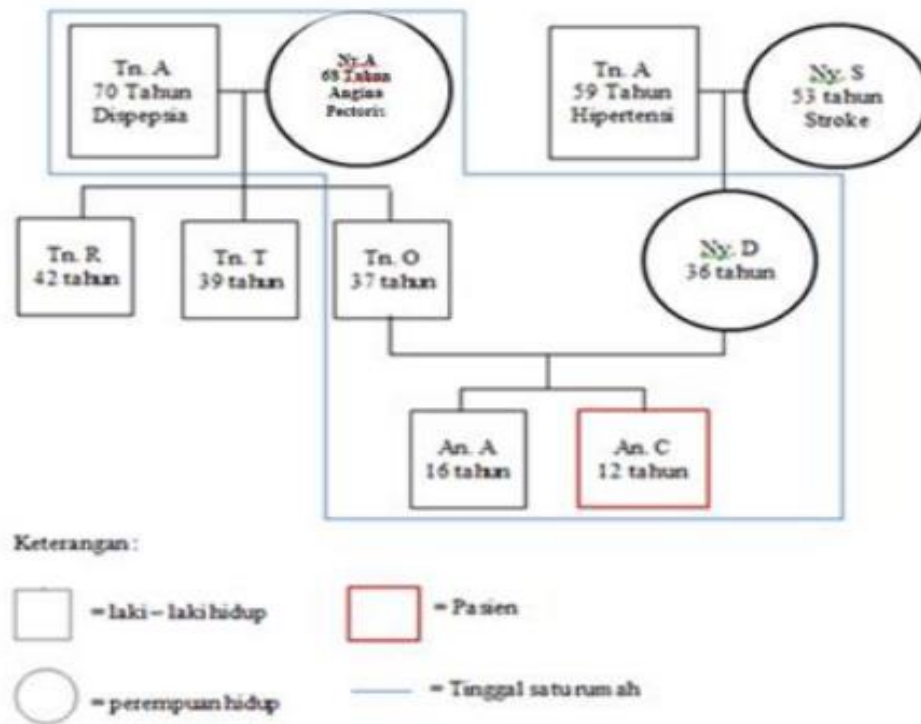 Tn. A
70 Tahun
Dispepsia
Ny.A
68 Tahun
Angina
Pectoris
Tn. A
59 Tahun
Hipertensi
Ny. S
53 tahun
Stroke
Tn. R
42 tahun
Tn. T
39 tahun
Tn. O
37 tahun
Ny. D
36 tahun
An. A
16 tahun
An. C
12 tahun
Keterangan :
= laki – laki hidup
= Pasien
= perempuan hidup
= Tinggal satu rumah